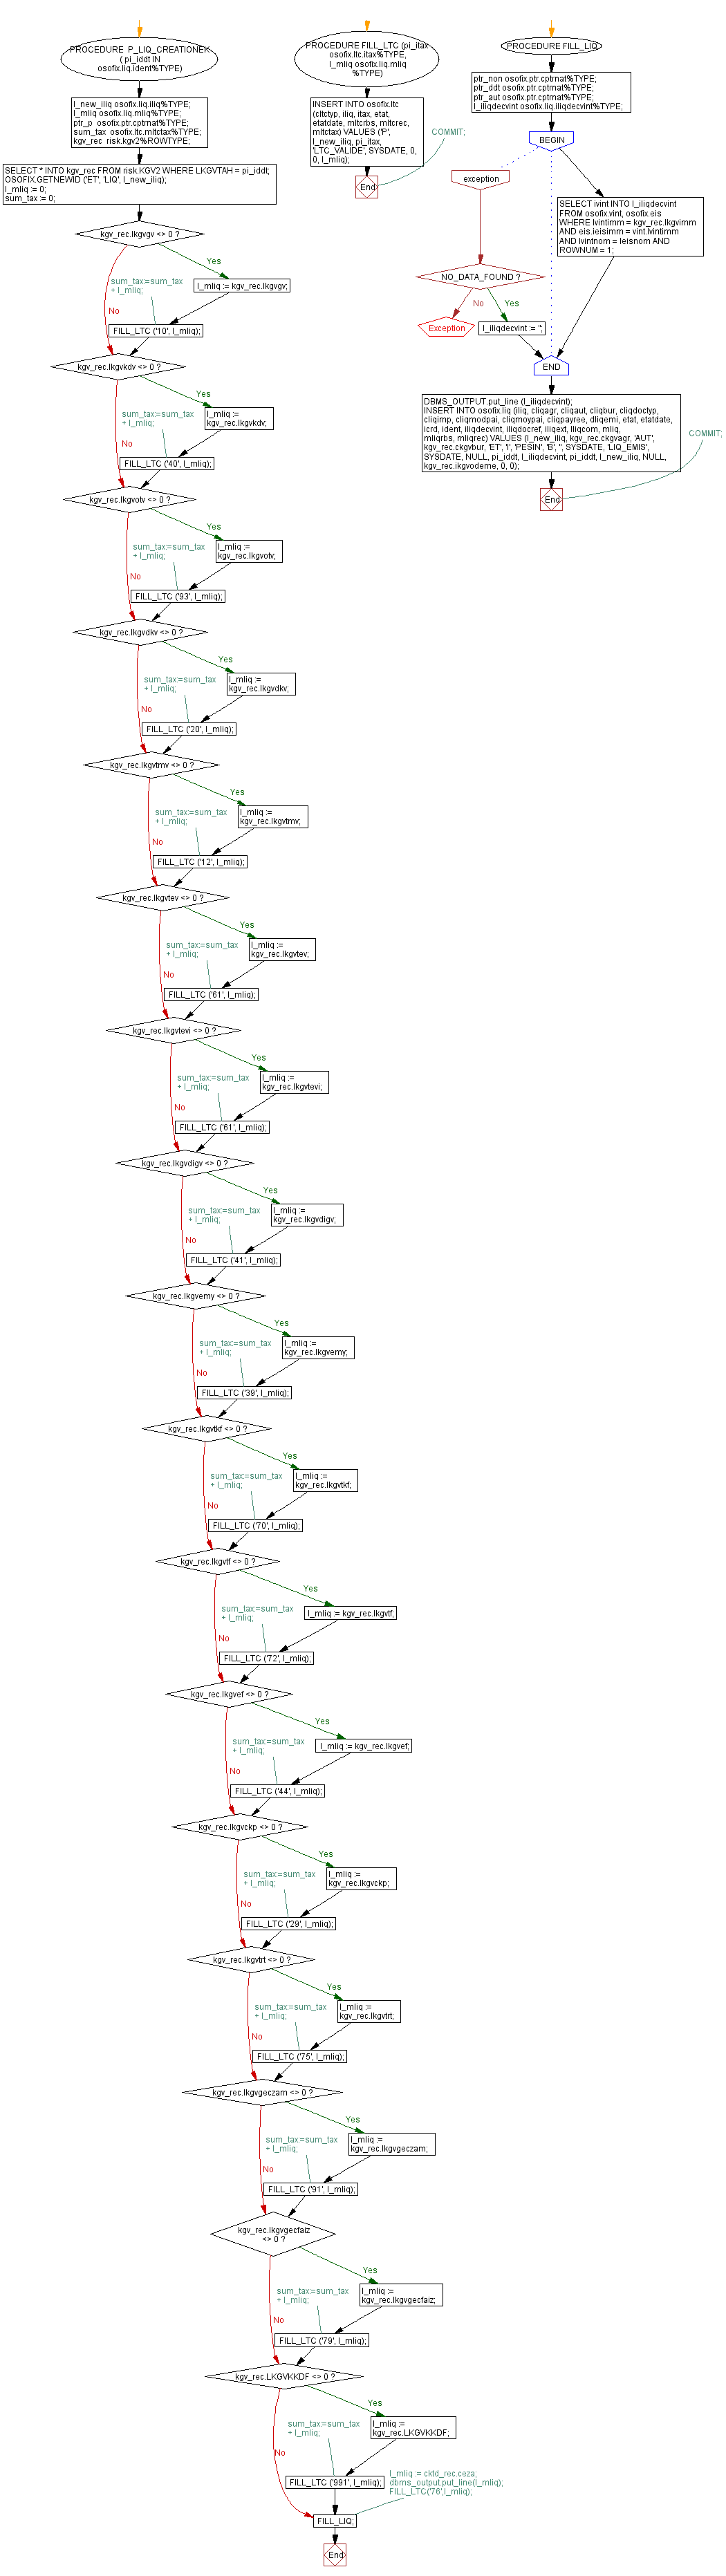 PROCEDURE P_LIQ_CREATIONEK
( pi_iddt IN
osofix.liq.ident%TYPE)
l_new_iliq osofix.liq.iliq%TYPE;
l_mliq osofix.liq.mliq%TYPE;
ptr_p osofix.ptr.cptrnat%TYPE;
sum_tax osofix.ltc.mltctax%TYPE;
kgv_rec risk.kgv2%ROWTYPE;
SELECT * INTO kgv_rec FROM risk.KGV2 WHERE LKGVTAH = pi_iddt;
OSOFIX.GETNEWID ('ET', 'LIQ', l_new_iliq);
l_mliq := 0;
sum_tax := 0;
kgv_rec.lkgvgv <> 0 ?
Yes
l_mliq := kgv_rec.lkgvgv;
sum_tax:=sum_tax
+ l_mliq;
No
FILL_LTC ('10', l_mliq);
kgv_rec.lkgvkdv <> 0 ?
Yes
l_mliq :=
kgv_rec.lkgvkdv;
sum_tax:=sum_tax
+ l_mliq;
No
FILL_LTC ('40', l_mliq);
kgv_rec.lkgvotv <> 0 ?
Yes
l_mliq :=
kgv_rec.lkgvotv;
sum_tax:=sum_tax
+ l_mliq;
No
FILL_LTC ('93', l_mliq);
kgv_rec.lkgvdkv <> 0 ?
Yes
l_mliq :=
kgv_rec.lkgvdkv;
sum_tax:=sum_tax
+ l_mliq;
No
FILL_LTC ('20', l_mliq);
kgv_rec.lkgvtmv <> 0 ?
Yes
l_mliq :=
kgv_rec.lkgvtmv;
sum_tax:=sum_tax
+ l_mliq;
No
FILL_LTC ('12', l_mliq);
kgv_rec.lkgvtev <> 0 ?
Yes
l_mliq :=
kgv_rec.lkgvtev;
sum_tax:=sum_tax
+ l_mliq;
No
FILL_LTC ('61', l_mliq);
kgv_rec.lkgvtevi <> 0 ?
Yes
l_mliq :=
kgv_rec.lkgvtevi;
sum_tax:=sum_tax
+ l_mliq;
No
FILL_LTC ('61', l_mliq);
kgv_rec.lkgvdigv <> 0 ?
Yes
l_mliq :=
kgv_rec.lkgvdigv;
sum_tax:=sum_tax
+ l_mliq;
No
FILL_LTC ('41', l_mliq);
kgv_rec.lkgvemy <> 0 ?
Yes
l_mliq :=
kgv_rec.lkgvemy;
sum_tax:=sum_tax
+ l_mliq;
No
FILL_LTC ('39', l_mliq);
kgv_rec.lkgvtkf <> 0 ?
Yes
l_mliq :=
kgv_rec.lkgvtkf;
sum_tax:=sum_tax
+ l_mliq;
No
FILL_LTC ('70', l_mliq);
kgv_rec.lkgvtf <> 0 ?
Yes
l_mliq := kgv_rec.lkgvtf;
sum_tax:=sum_tax
+ l_mliq;
No
FILL_LTC ('72', l_mliq);
kgv_rec.lkgvef <> 0 ?
Yes
l_mliq := kgv_rec.lkgvef;
sum_tax:=sum_tax
+ l_mliq;
No
FILL_LTC ('44', l_mliq);
kgv_rec.lkgvckp <> 0 ?
Yes
l_mliq :=
kgv_rec.lkgvckp;
sum_tax:=sum_tax
+ l_mliq;
No
FILL_LTC ('29', l_mliq);
kgv_rec.lkgvtrt <> 0 ?
Yes
l_mliq :=
kgv_rec.lkgvtrt;
sum_tax:=sum_tax
+ l_mliq;
No
FILL_LTC ('75', l_mliq);
kgv_rec.lkgvgeczam <> 0 ?
Yes
l_mliq :=
kgv_rec.lkgvgeczam;
sum_tax:=sum_tax
+ l_mliq;
No
FILL_LTC ('91', l_mliq);
kgv_rec.lkgvgecfaiz
<> 0 ?
Yes
l_mliq :=
kgv_rec.lkgvgecfaiz;
sum_tax:=sum_tax
+ l_mliq;
No
FILL_LTC ('79', l_mliq);
kgv_rec.LKGVKKDF <> 0 ?
Yes
l_mliq :=
kgv_rec.LKGVKKDF;
sum_tax:=sum_tax
+ l_mliq;
No
FILL_LTC ('991', l_mliq);
l_mliq := cktd_rec.ceza;
dbms_output.put_line(l_mliq);
FILL_LTC('76',l_mliq);
FILL_LIQ;
End
PROCEDURE FILL_LTC (pi_itax
osofix.ltc.itax%TYPE,
l_mliq osofix.liq.mliq
%TYPE)
INSERT INTO osofix.ltc
(cltctyp, iliq, itax, etat,
etatdate, mltcrbs, mltcrec,
mltctax) VALUES ('P',
l_new_iliq, pi_itax,
'LTC_VALIDE', SYSDATE, 0,
0, l_mliq);
COMMIT;
End
PROCEDURE FILL_LIQ
ptr_non osofix.ptr.cptrnat%TYPE;
ptr_ddt osofix.ptr.cptrnat%TYPE;
ptr_aut osofix.ptr.cptrnat%TYPE;
l_iliqdecvint osofix.liq.iliqdecvint%TYPE;
BEGIN
exception
SELECT ivint INTO l_iliqdecvint
FROM osofix.vint, osofix.eis
WHERE lvintimm = kgv_rec.lkgvimm
AND eis.ieisimm = vint.lvintimm
AND lvintnom = leisnom AND
ROWNUM = 1;
NO_DATA_FOUND ?
No
Yes
Exception
l_iliqdecvint := '';
END
DBMS_OUTPUT.put_line (l_iliqdecvint);
INSERT INTO osofix.liq (iliq, cliqagr, cliqaut, cliqbur, cliqdoctyp,
cliqimp, cliqmodpai, cliqmoypai, cliqpayree, dliqemi, etat, etatdate,
icrd, ident, iliqdecvint, iliqdocref, iliqext, lliqcom, mliq,
mliqrbs, mliqrec) VALUES (l_new_iliq, kgv_rec.ckgvagr, 'AUT',
kgv_rec.ckgvbur, 'ET', 'I', 'PESIN', 'B', '', SYSDATE, 'LIQ_EMIS',
SYSDATE, NULL, pi_iddt, l_iliqdecvint, pi_iddt, l_new_iliq, NULL,
kgv_rec.lkgvodeme, 0, 0);
COMMIT;
End